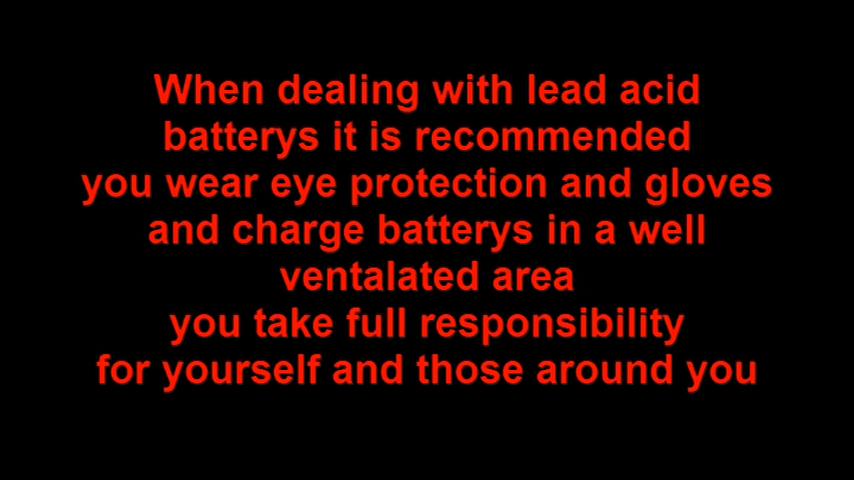 When dealing with lead acid
batterys it is recommended
you wear eye protection and gloves
and charge batterys in a well
ventalated area
you take full responsibility
for yourself and those around you